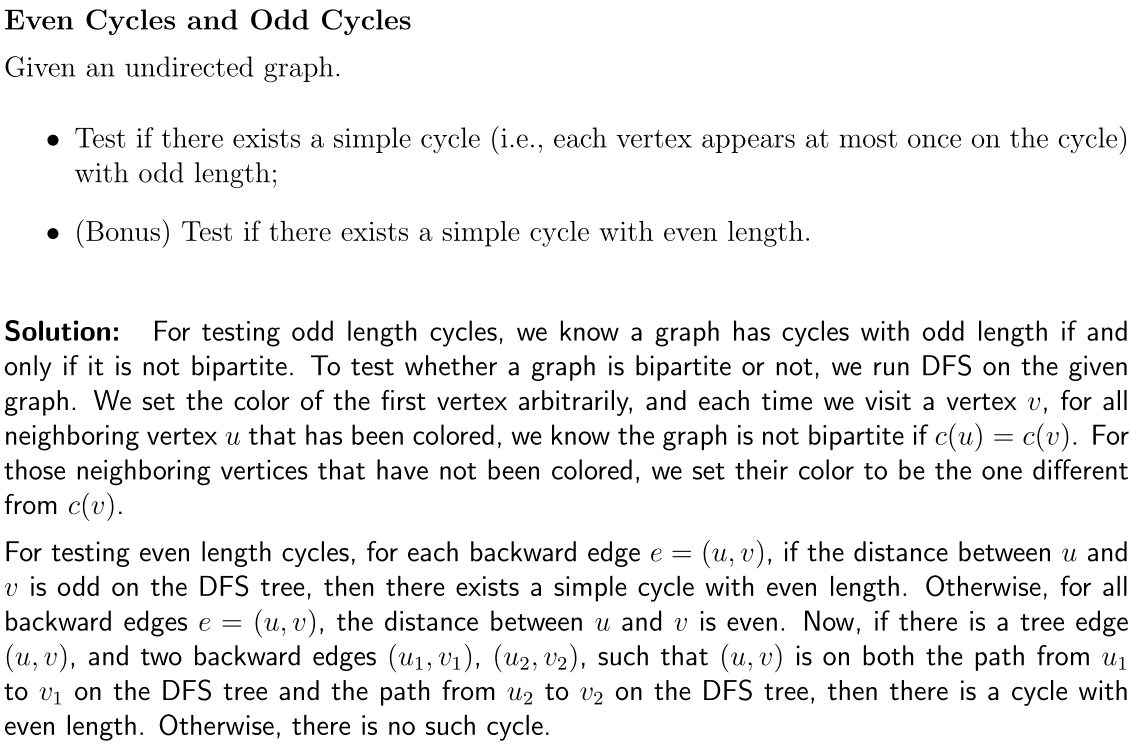 Even Cycles and Odd Cycles
Given an undirected graph.
• Test if there exists a simple cycle (i.e., each vertex appears at most once on the cycle)
with odd length;
• (Bonus) Test if there exists a simple cycle with even length.
Solution: For testing odd length cycles, we know a graph has cycles with odd length if and
only if it is not bipartite. To test whether a graph is bipartite or not, we run DFS on the given
graph. We set the color of the first vertex arbitrarily, and each time we visit a vertex v, for all
neighboring vertex u that has been colored, we know the graph is not bipartite if c(u) = c(v). For
those neighboring vertices that have not been colored, we set their color to be the one different
from c(v).
For testing even length cycles, for each backward edge e = (u, v), if the distance between u and
v is odd on the DFS tree, then there exists a simple cycle with even length. Otherwise, for all
backward edges e = (u, v), the distance between u and v is even. Now, if there is a tree edge
(u, v), and two backward edges (u₁, v₁), (u₂, v₂), such that (u, v) is on both the path from u₁
to v₁ on the DFS tree and the path from u₂ to v₂ on the DFS tree, then there is a cycle with
even length. Otherwise, there is no such cycle.